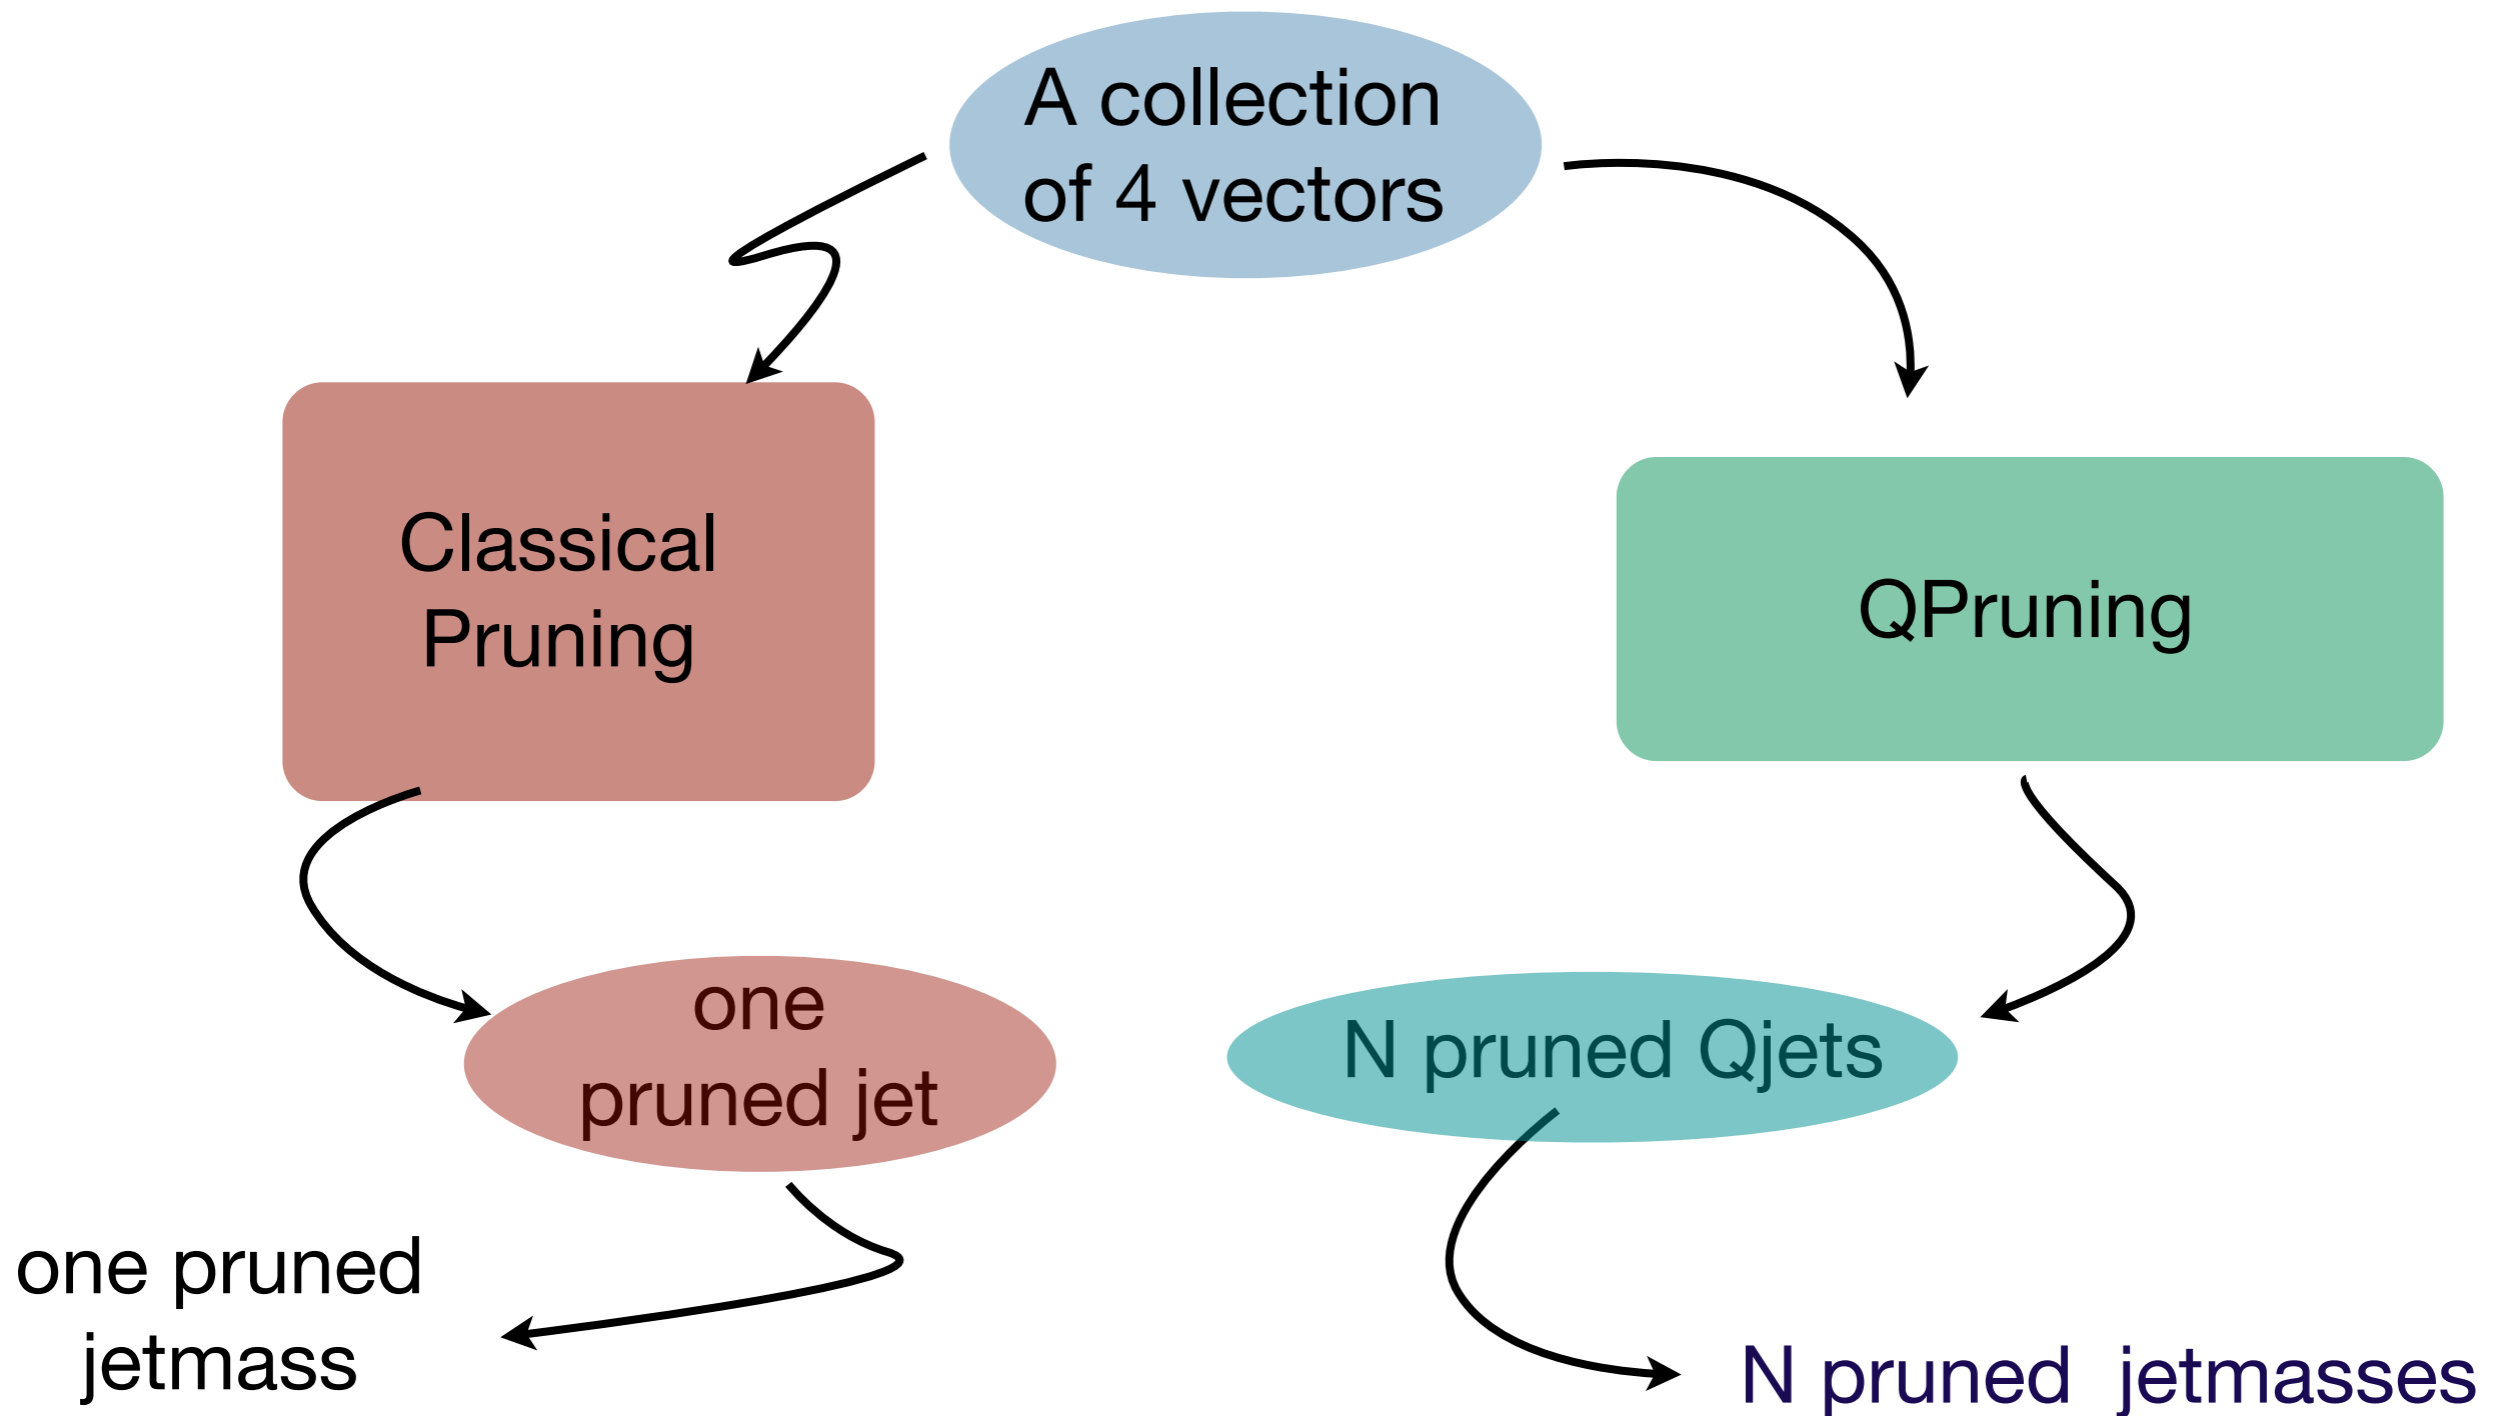 A collection
of 4 vectors
Classical
Pruning
QPruning
one
pruned jet
N pruned Qjets
one pruned
jetmass
N pruned  jetmasses